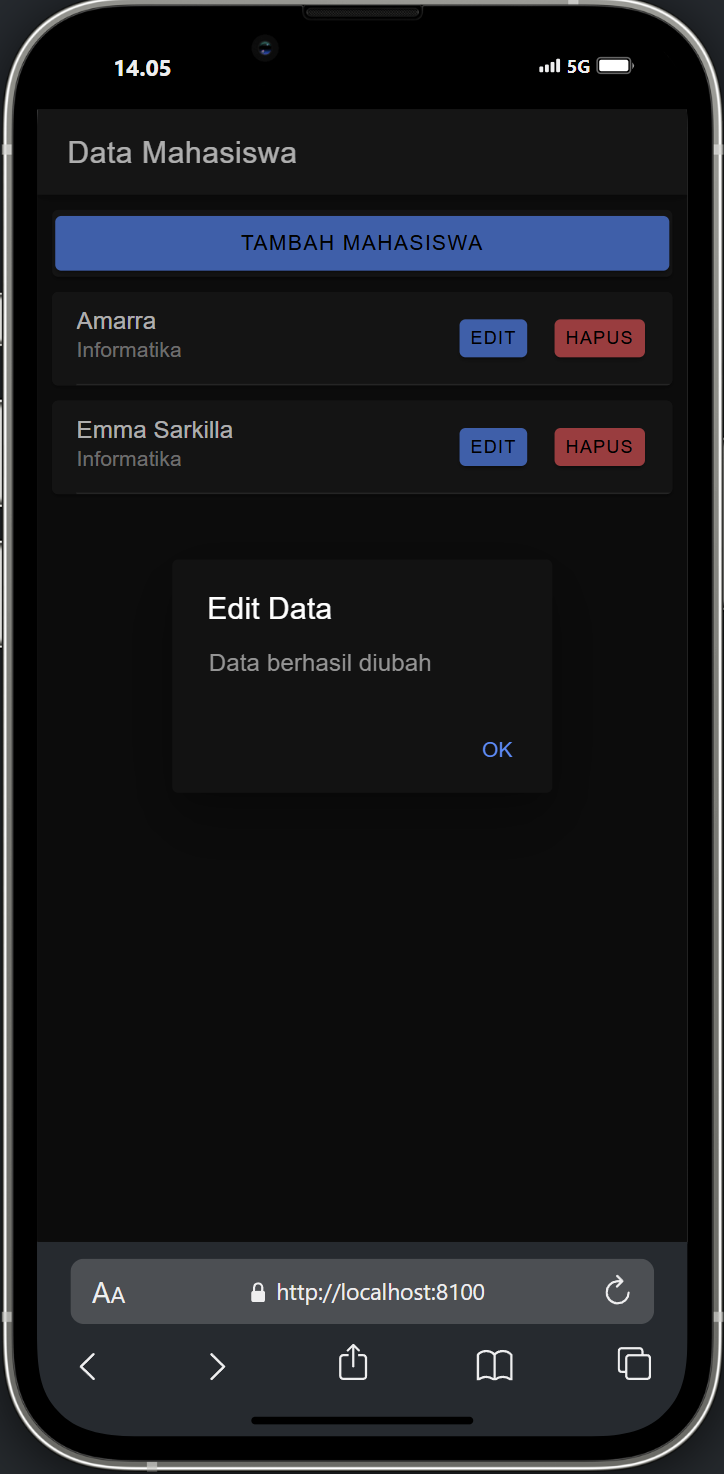 14.05
5G
Data Mahasiswa
TAMBAH MAHASISWA
Amarra
Informatika
EDIT
HAPUS
Emma Sarkilla
Informatika
EDIT
HAPUS
Edit Data
Data berhasil diubah
OK
AA
http://localhost:8100